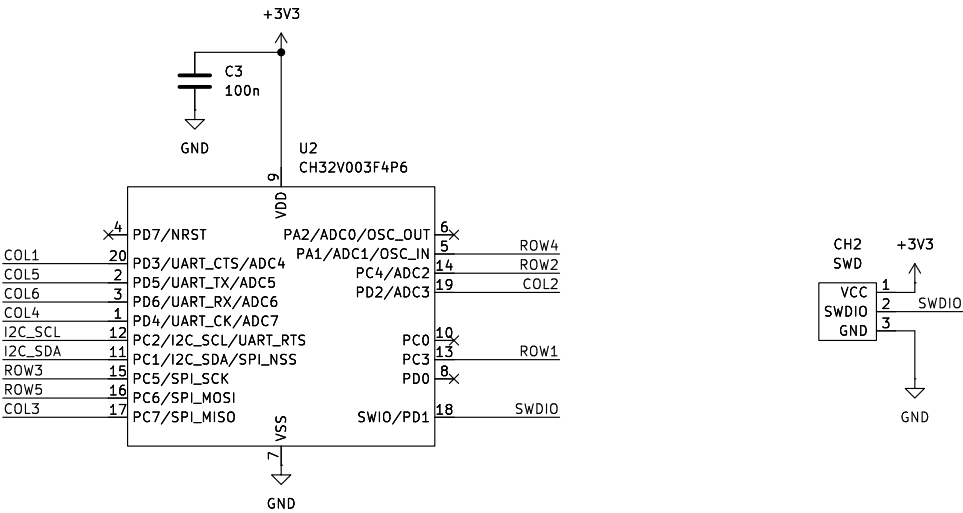 +3V3
C3
100n
GND
U2
CH32V003F4P6
9
VDD
4 PD7/NRST
COL1 20 PD3/UART_CTS/ADC4
COL5 2 PD5/UART_TX/ADC5
COL6 3 PD6/UART_RX/ADC6
COL4 1 PD4/UART_CK/ADC7
I2C_SCL 12 PC2/I2C_SCL/UART_RTS
I2C_SDA 11 PC1/I2C_SDA/SPI_NSS
ROW3 15 PC5/SPI_SCK
ROW5 16 PC6/SPI_MOSI
COL3 17 PC7/SPI_MISO
PA2/ADC0/OSC_OUT 6
PA1/ADC1/OSC_IN 5 ROW4
PC4/ADC2 14 ROW2
PD2/ADC3 19 COL2
PC0 10
PC3 13 ROW1
PD0 8
SWIO/PD1 18 SWDIO
VSS
7
GND
CH2
SWD
+3V3
VCC 1
SWDIO 2 SWDIO
GND 3
GND